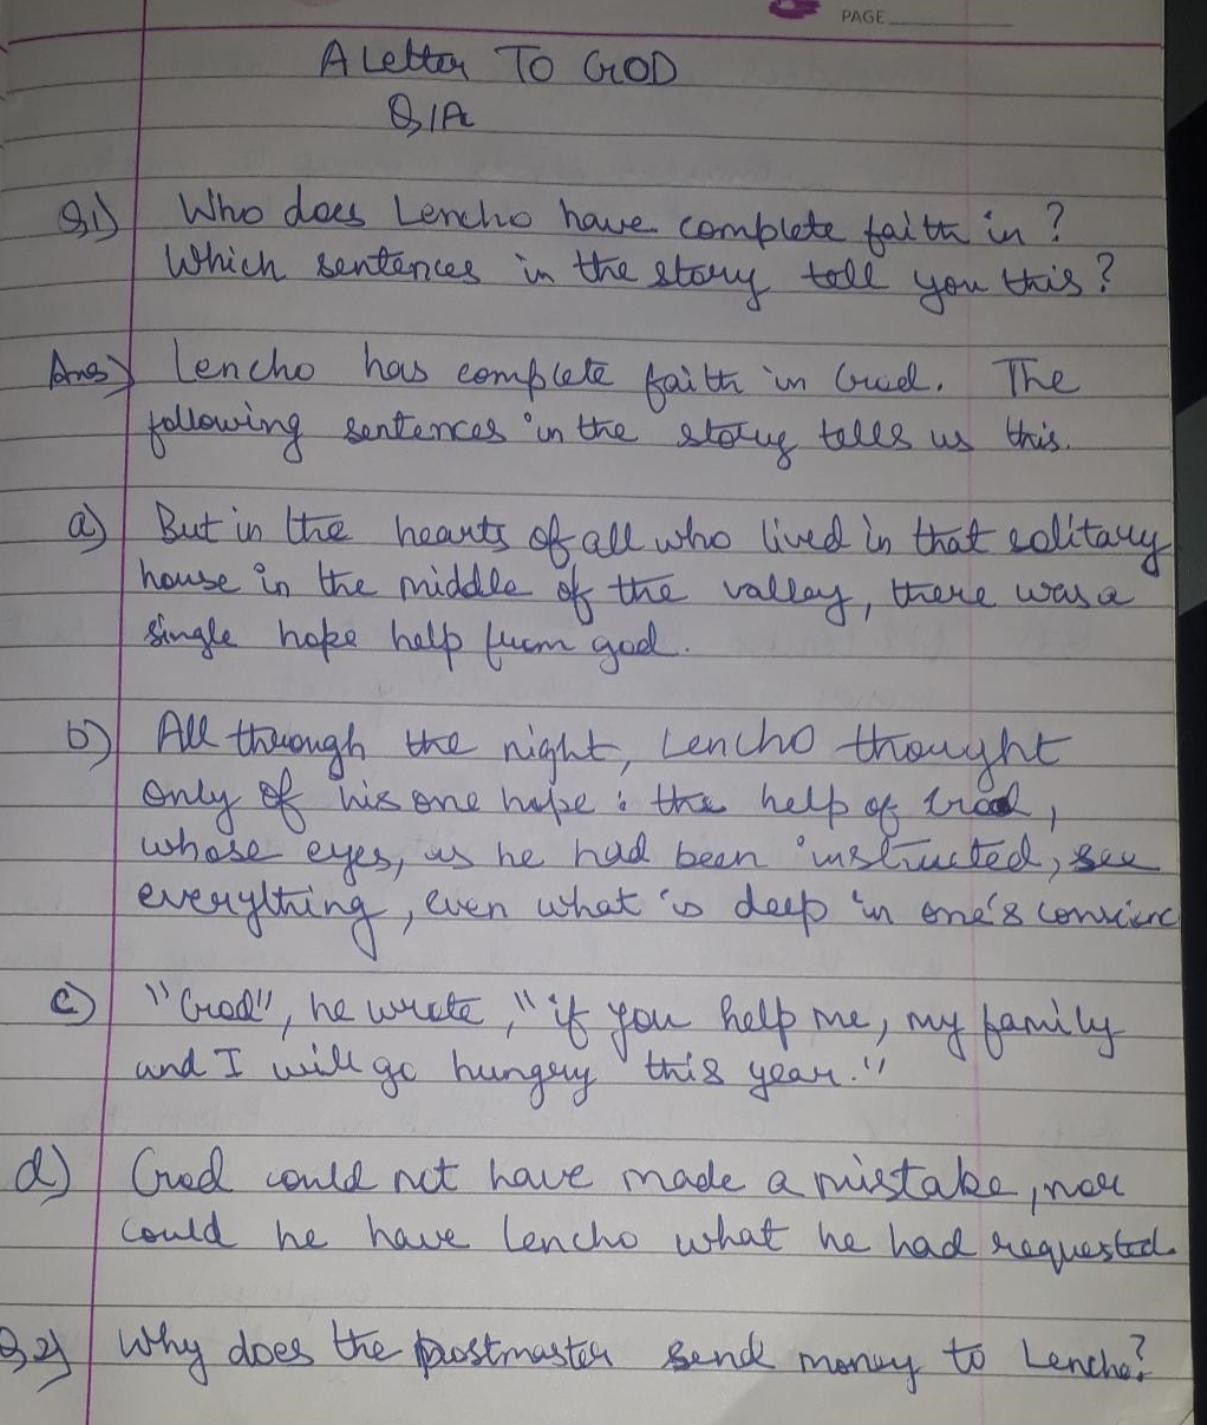 PAGE
A Letter TO GOD
Q/A
Q1) Who does Lencho have complete faith in?
Which sentences in the story tell you this?
Ans) Lencho has complete faith in God. The
following sentences in the story tells us this.
a) But in the hearts of all who lived in that solitary
house in the middle of the valley, there was a
single hope help from god.
b) All through the night, Lencho thought
only of his one hope : the help of God,
whose eyes, as he had been instructed, see
everything, even what is deep in one's conscienc
c) "God", he wrote, "if you help me, my family
and I will go hungry this year."
d) God could not have made a mistake, nor
could he have Lencho what he had requested.
Q2) Why does the postmaster send money to Lencho?